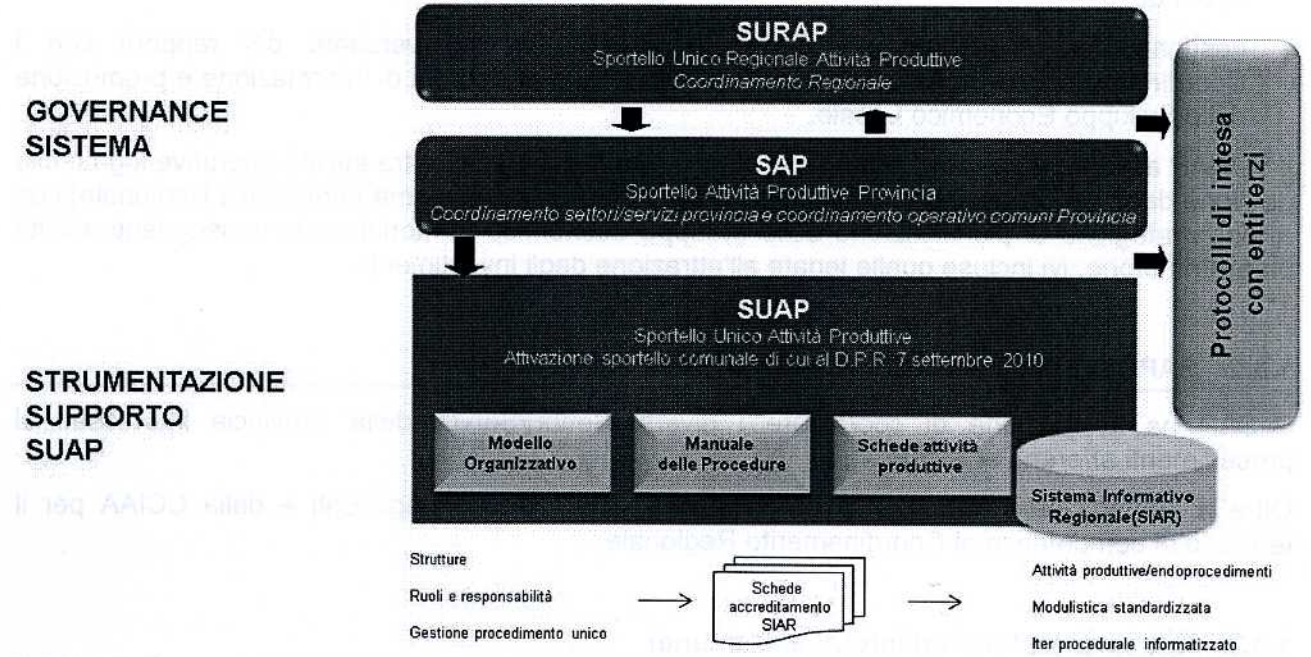 SURAP
Sportello Unico Regionale Attività Produttive
Coordinamento Regionale
GOVERNANCE
SISTEMA
SAP
Sportello Attività Produttive Provincia
Coordinamento settori/servizi provincia e coordinamento operativo comuni Provincia
Protocolli di intesa
con enti terzi
SUAP
Sportello Unico Attività Produttive
Attivazione sportello comunale di cui al D.P.R. 7 settembre 2010
STRUMENTAZIONE
SUPPORTO
SUAP
Modello
Organizzativo
Manuale
delle Procedure
Schede attività
produttive
Sistema Informativo
Regionale(SIAR)
Strutture
Ruoli e responsabilità
Gestione procedimento unico
Schede
accreditamento
SIAR
Attività produttive/endoprocedimenti
Modulistica standardizzata
Iter procedurale informatizzato